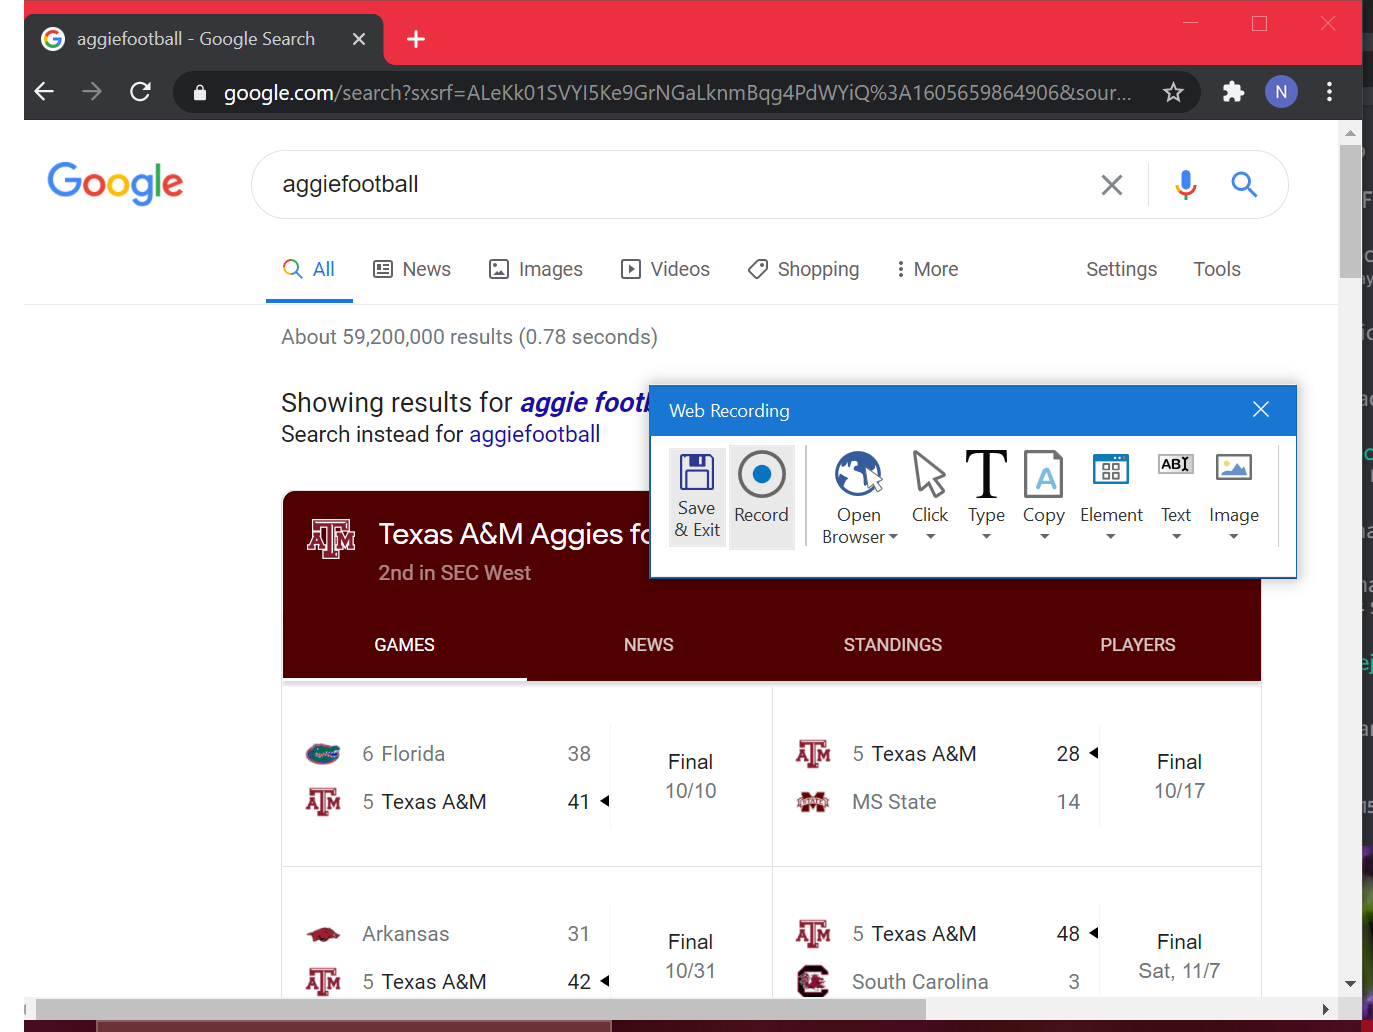 aggiefootball - Google Search
google.com/search?sxsrf=ALeKk01SVYI5Ke9GrNGaLknmBqg4PdWYiQ%3A1605659864906&sour...
N
Google
aggiefootball
All News Images Videos Shopping More Settings Tools
About 59,200,000 results (0.78 seconds)
Showing results for aggie
Search instead for aggiefootball
Web Recording
Save & Exit
Record
Open Browser
Click
Type
Copy
Element
Text
Image
Texas A&M Aggies
2nd in SEC West
GAMES NEWS STANDINGS PLAYERS
6 Florida 38
5 Texas A&M 41
Final
10/10
5 Texas A&M 28
MS State 14
Final
10/17
Arkansas 31
5 Texas A&M 42
Final
10/31
5 Texas A&M 48
South Carolina 3
Final
Sat, 11/7